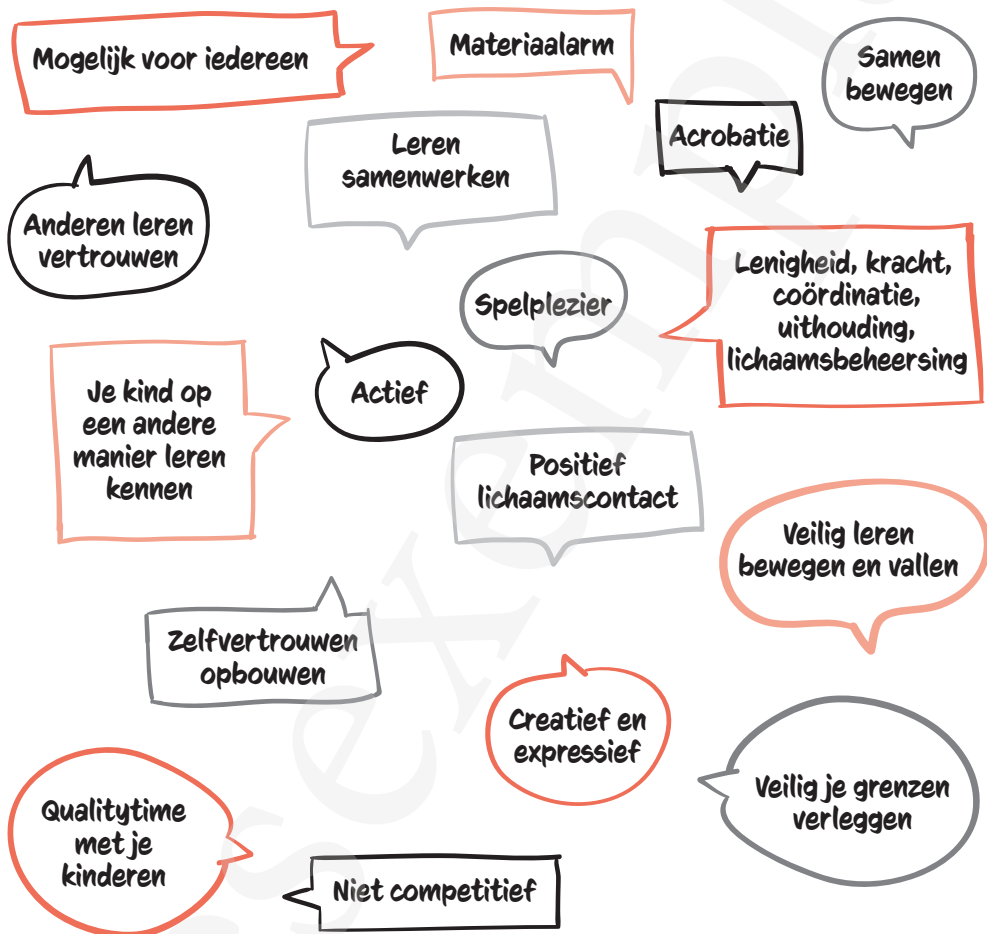 Mogelijk voor iedereen
Materiaalarm
Samen
bewegen
Acrobatie
Leren
samenwerken
Anderen leren
vertrouwen
Lenigheid, kracht,
coördinatie,
uithouding,
lichaamsbeheersing
Spelplezier
Actief
Je kind op
een andere
manier leren
kennen
Positief
lichaamscontact
Veilig leren
bewegen en vallen
Zelfvertrouwen
opbouwen
Creatief en
expressief
Veilig je grenzen
verleggen
Qualitytime
met je
kinderen
Niet competitief